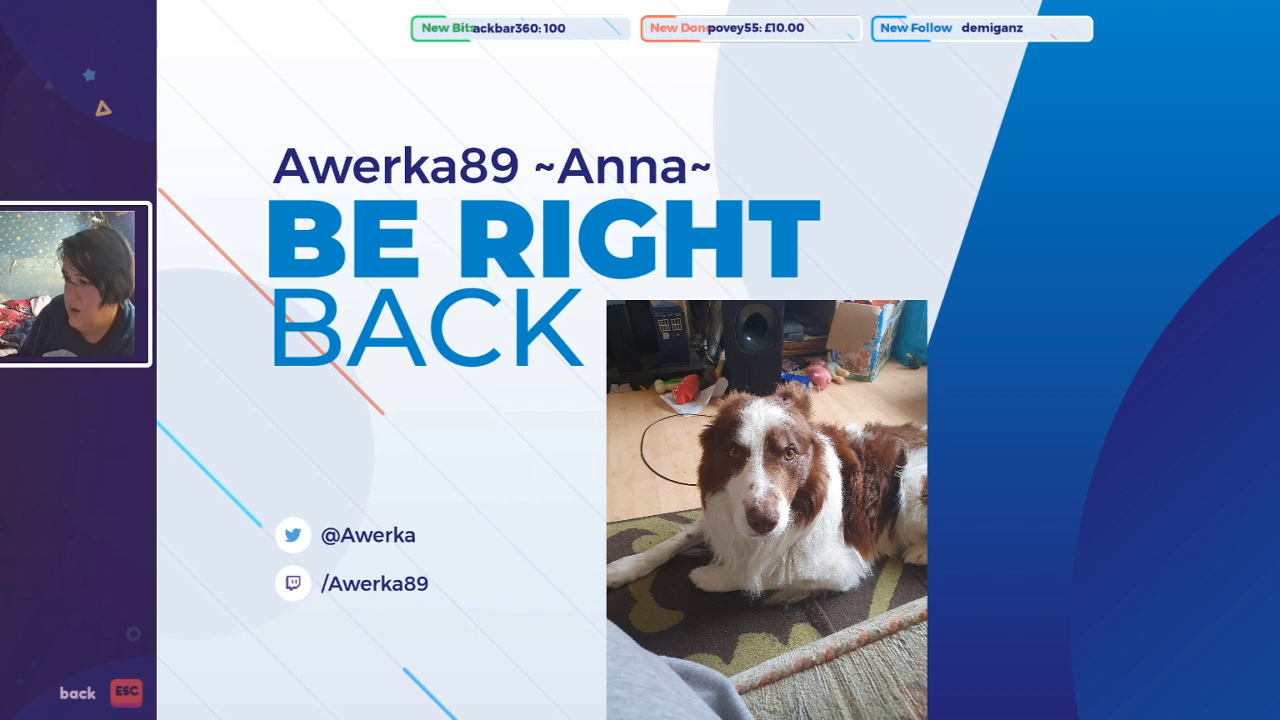 New Bits ackbar360: 100
New Dono povey55: £10.00
New Follow demiganz
Awerka89 ~Anna~
BE RIGHT
BACK
@Awerka
/Awerka89
back ESC